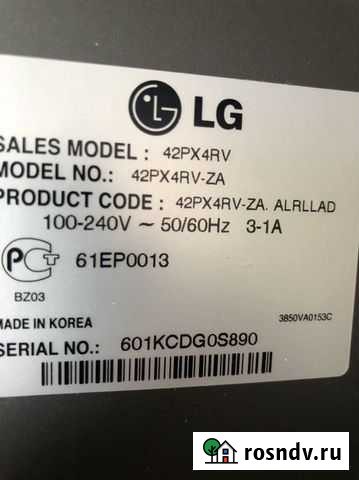 LG
SALES MODEL : 42PX4RV
MODEL NO.: 42PX4RV-ZA
PRODUCT CODE : 42PX4RV-ZA. ALRLLAD
100-240V ~ 50/60Hz 3-1A
PCT 61EP0013
BZ03
MADE IN KOREA 3850VA0153C
SERIAL NO.: 601KCDG0S890
rosndv.ru